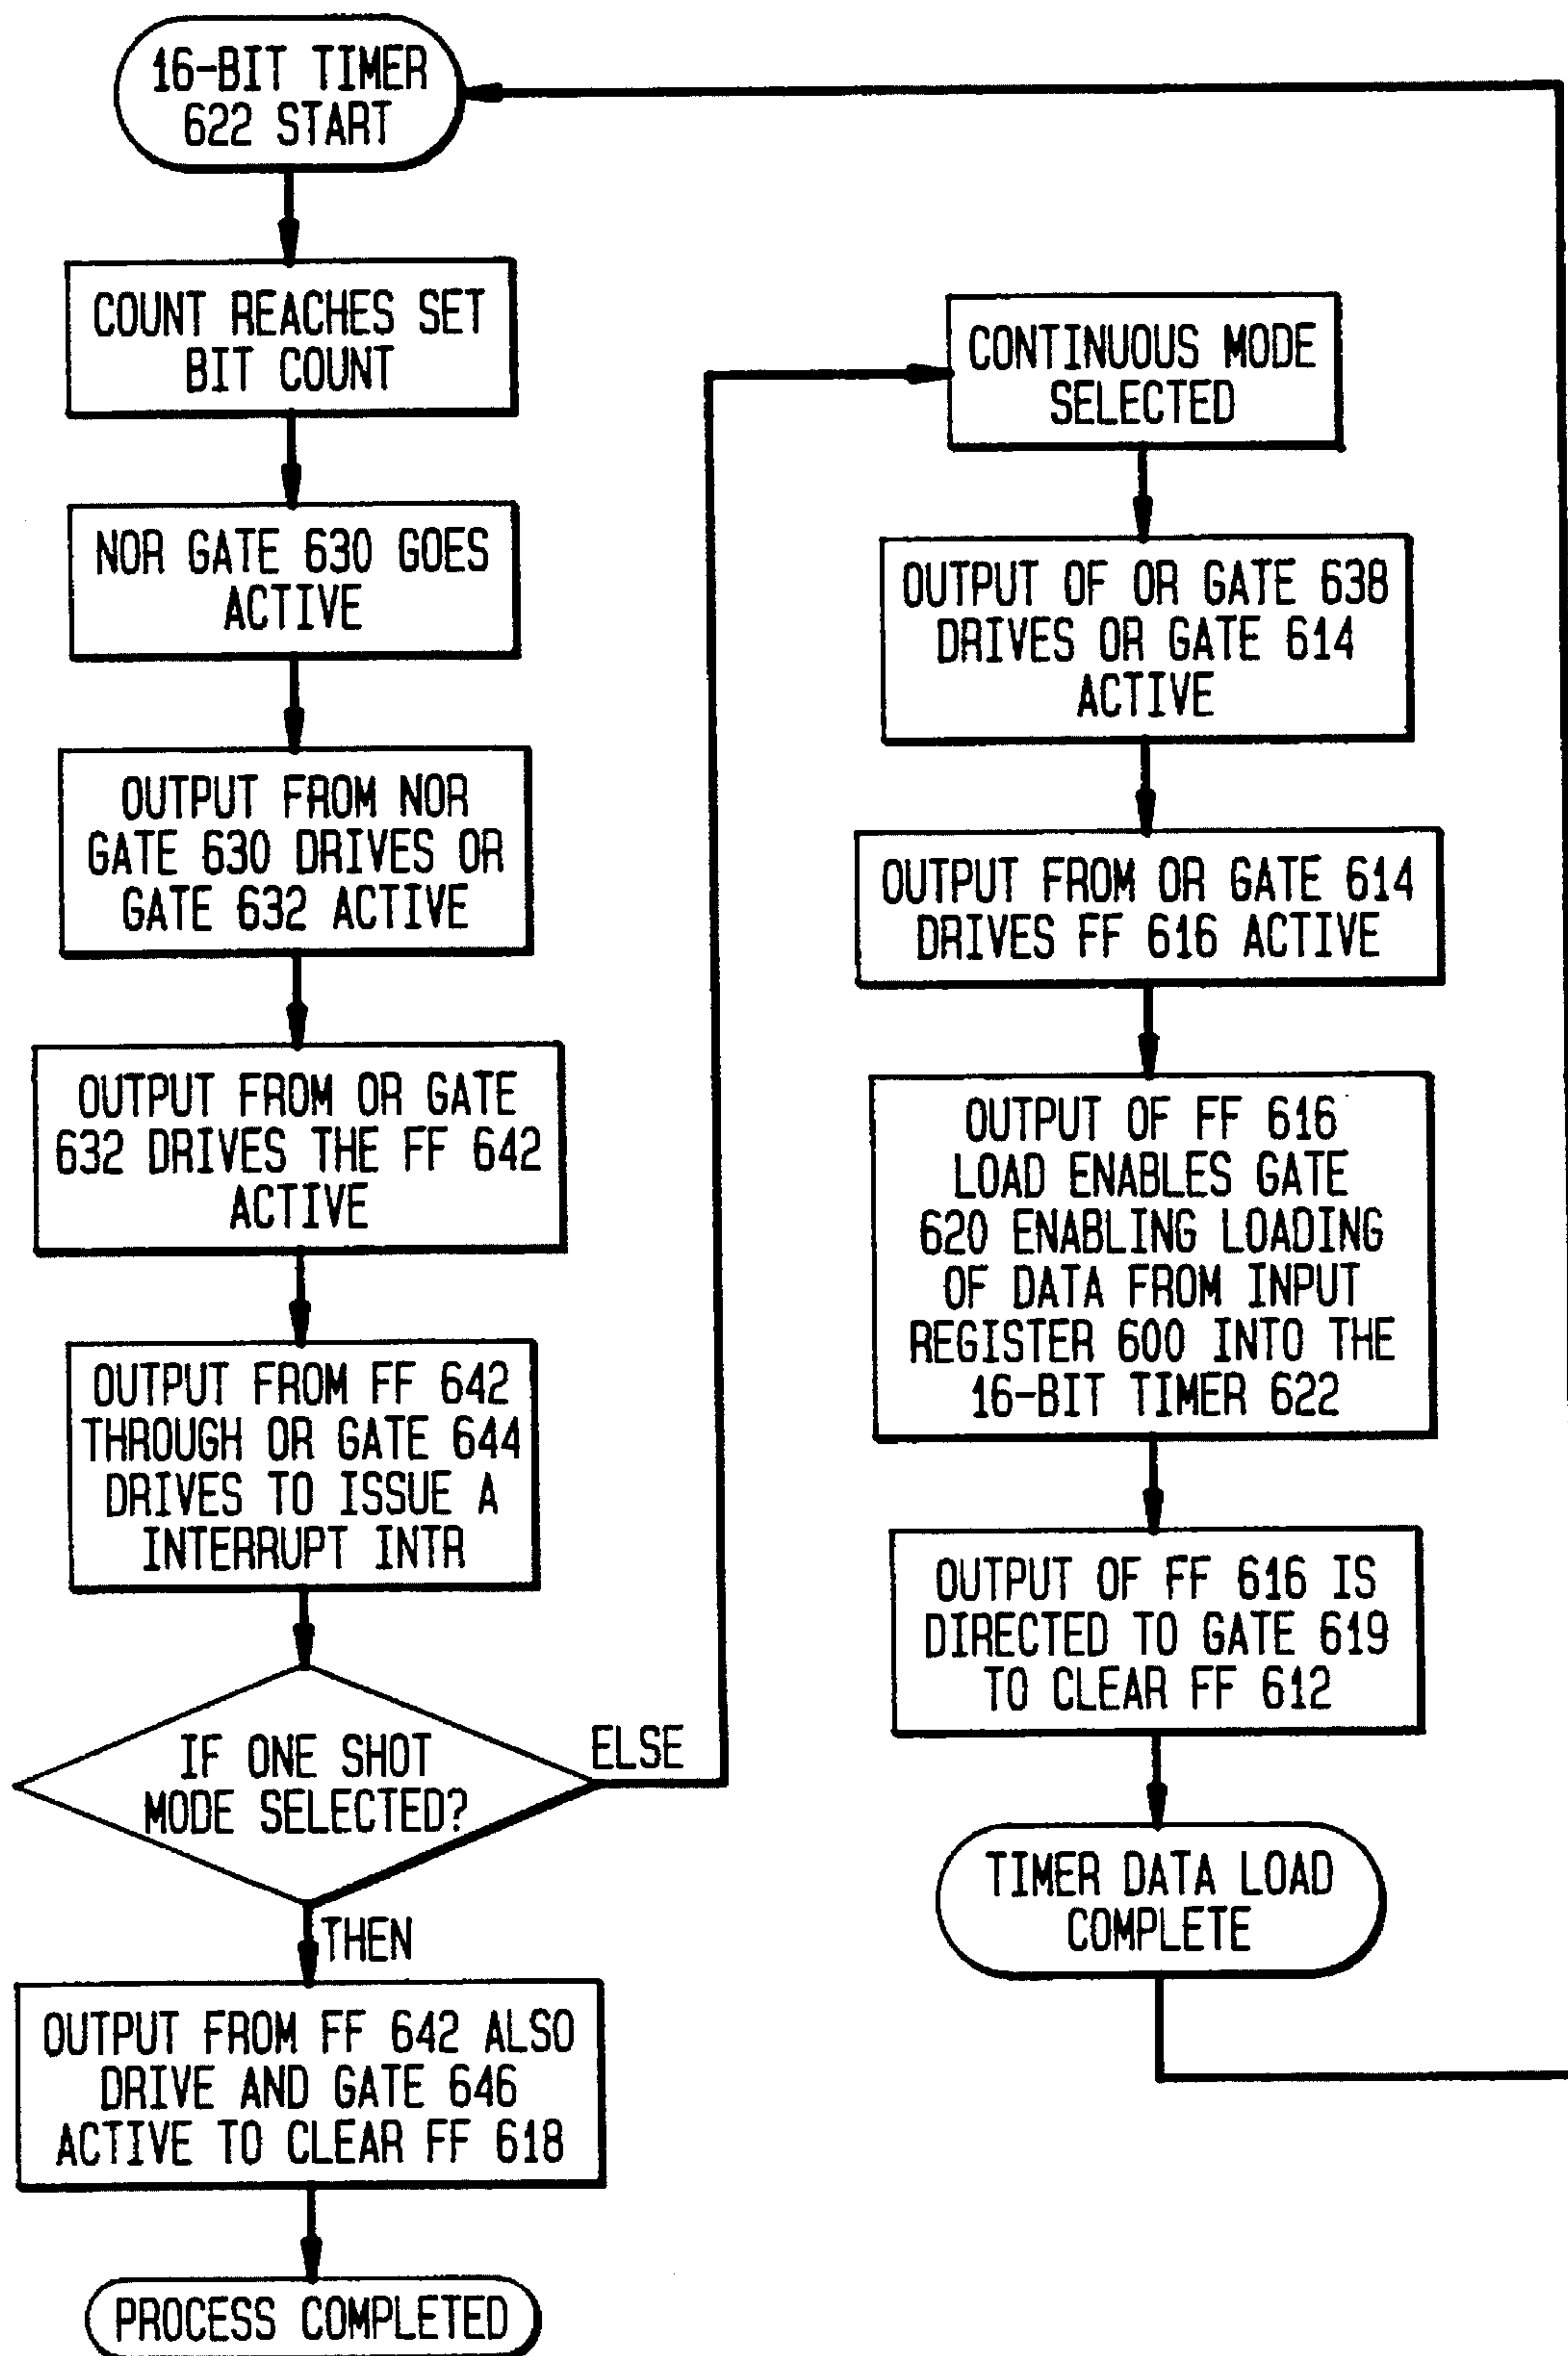 16-BIT TIMER
622 START
COUNT REACHES SET
BIT COUNT
NOR GATE 630 GOES
ACTIVE
OUTPUT FROM NOR
GATE 630 DRIVES OR
GATE 632 ACTIVE
OUTPUT FROM OR GATE
632 DRIVES THE FF 642
ACTIVE
OUTPUT FROM FF 642
THROUGH OR GATE 644
DRIVES TO ISSUE A
INTERRUPT INTR
IF ONE SHOT
MODE SELECTED?
ELSE
THEN
OUTPUT FROM FF 642 ALSO
DRIVE AND GATE 646
ACTIVE TO CLEAR FF 618
PROCESS COMPLETED
CONTINUOUS MODE
SELECTED
OUTPUT OF OR GATE 638
DRIVES OR GATE 614
ACTIVE
OUTPUT FROM OR GATE 614
DRIVES FF 616 ACTIVE
OUTPUT OF FF 616
LOAD ENABLES GATE
620 ENABLING LOADING
OF DATA FROM INPUT
REGISTER 600 INTO THE
16-BIT TIMER 622
OUTPUT OF FF 616 IS
DIRECTED TO GATE 619
TO CLEAR FF 612
TIMER DATA LOAD
COMPLETE